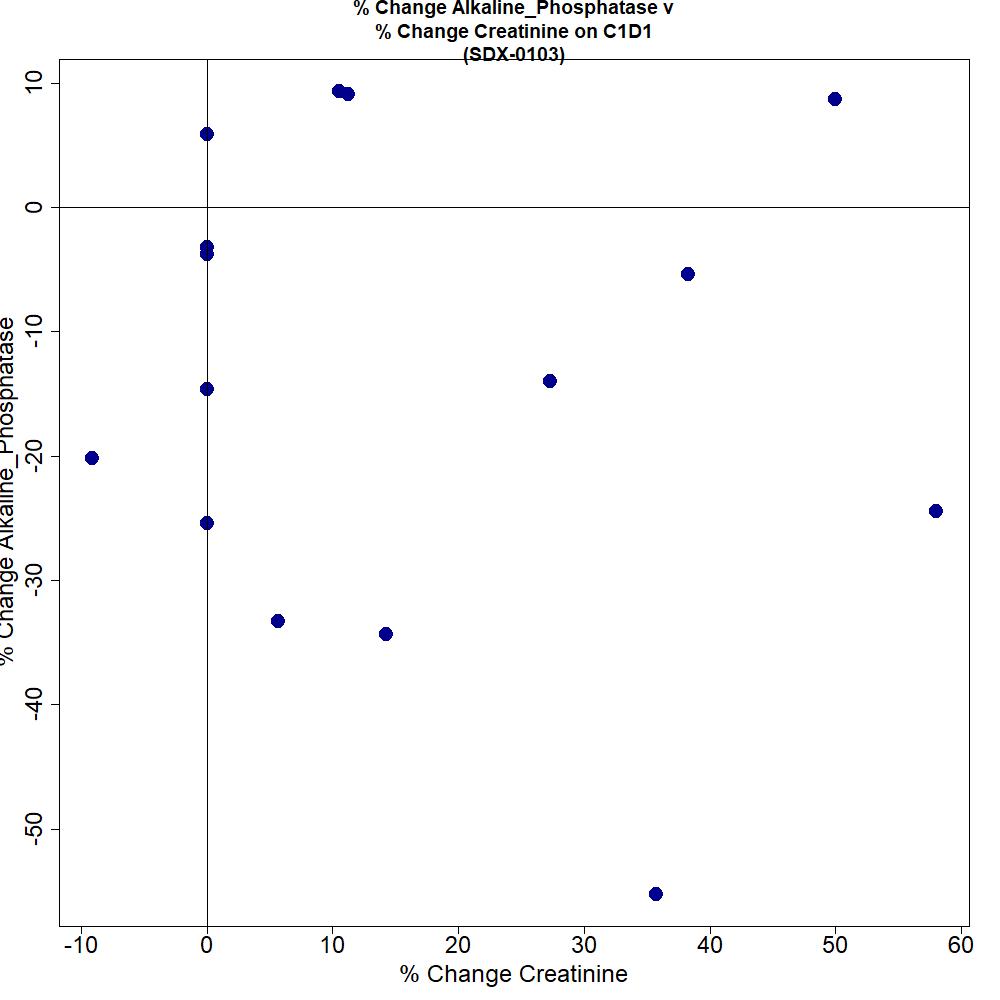 % Change Alkaline_Phosphatase v
% Change Creatinine on C1D1
(SDX-0103)
10
0
-10
-20
-30
-40
-50
% Change Alkaline_Phosphatase
-10 0 10 20 30 40 50 60
% Change Creatinine